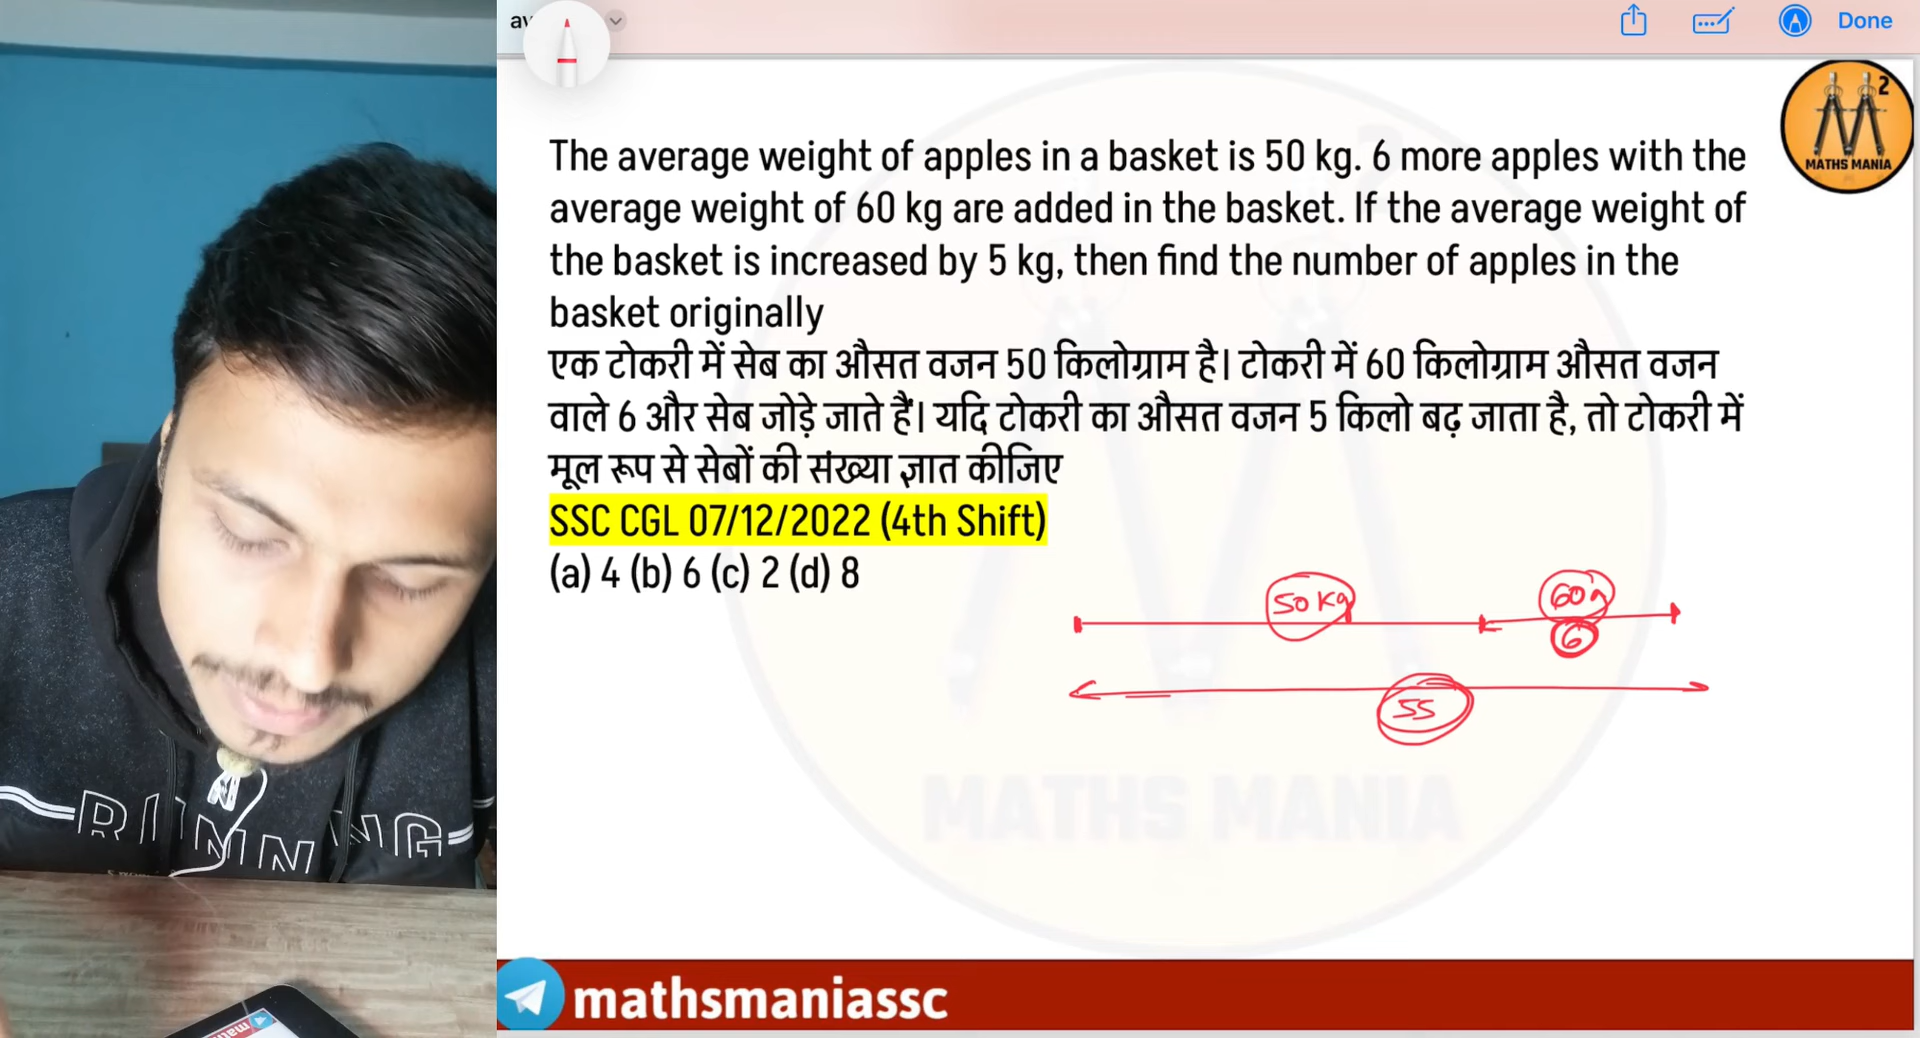 Done
2
MATHS MANIA
The average weight of apples in a basket is 50 kg. 6 more apples with the
average weight of 60 kg are added in the basket. If the average weight of
the basket is increased by 5 kg, then find the number of apples in the
basket originally
एक टोकरी में सेब का औसत वजन 50 किलोग्राम है। टोकरी में 60 किलोग्राम औसत वजन
वाले 6 और सेब जोड़े जाते हैं। यदि टोकरी का औसत वजन 5 किलो बढ़ जाता है, तो टोकरी में
मूल रूप से सेबों की संख्या ज्ञात कीजिए
SSC CGL 07/12/2022 (4th Shift)
(a) 4 (b) 6 (c) 2 (d) 8
50 Kg
60
6
55
MATHS MANIA
mathsmaniassc